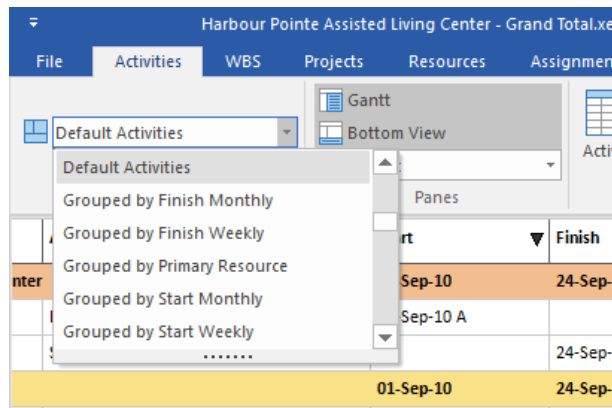 Harbour Pointe Assisted Living Center - Grand Total.xe
File Activities WBS Projects Resources Assignmen
Gantt
Default Activities
Bottom View
Acti
Default Activities
Grouped by Finish Monthly
Panes
Grouped by Finish Weekly
rt Finish
Grouped by Primary Resource
nter Sep-10 24-Sep-
Grouped by Start Monthly
Sep-10 A
Grouped by Start Weekly
24-Sep-
01-Sep-10 24-Sep-